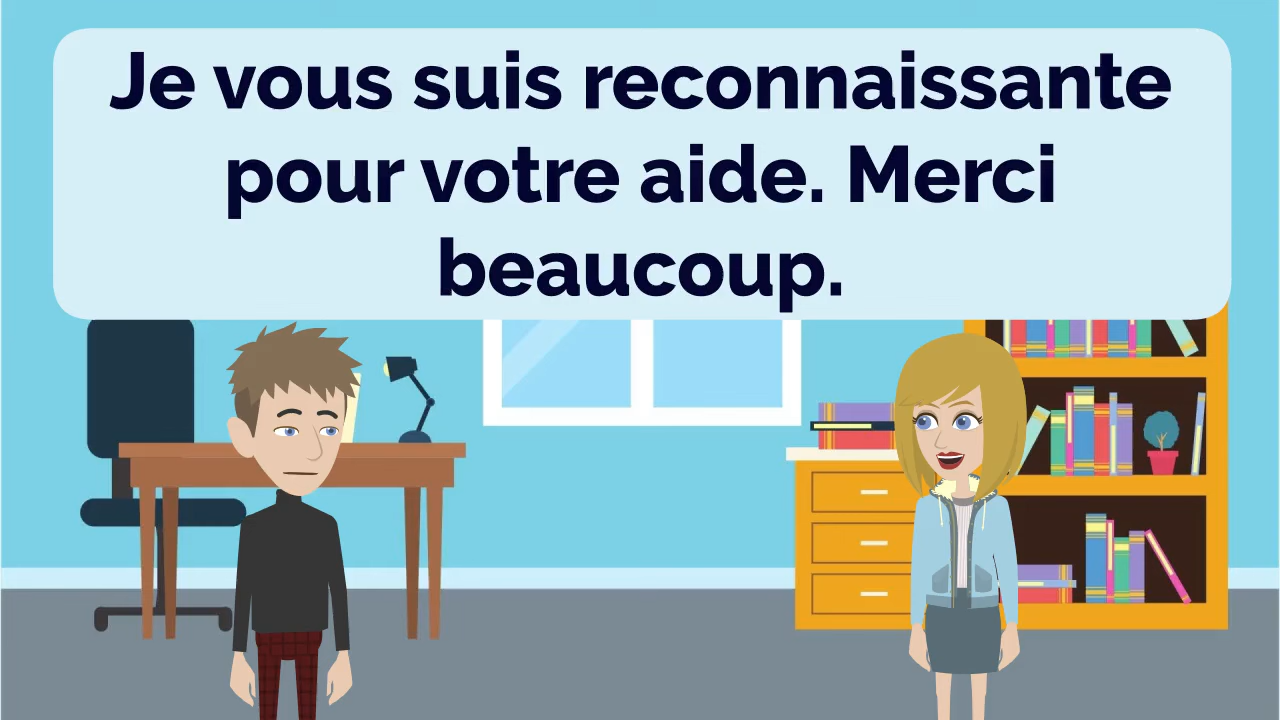 Je vous suis reconnaissante
pour votre aide. Merci
beaucoup.